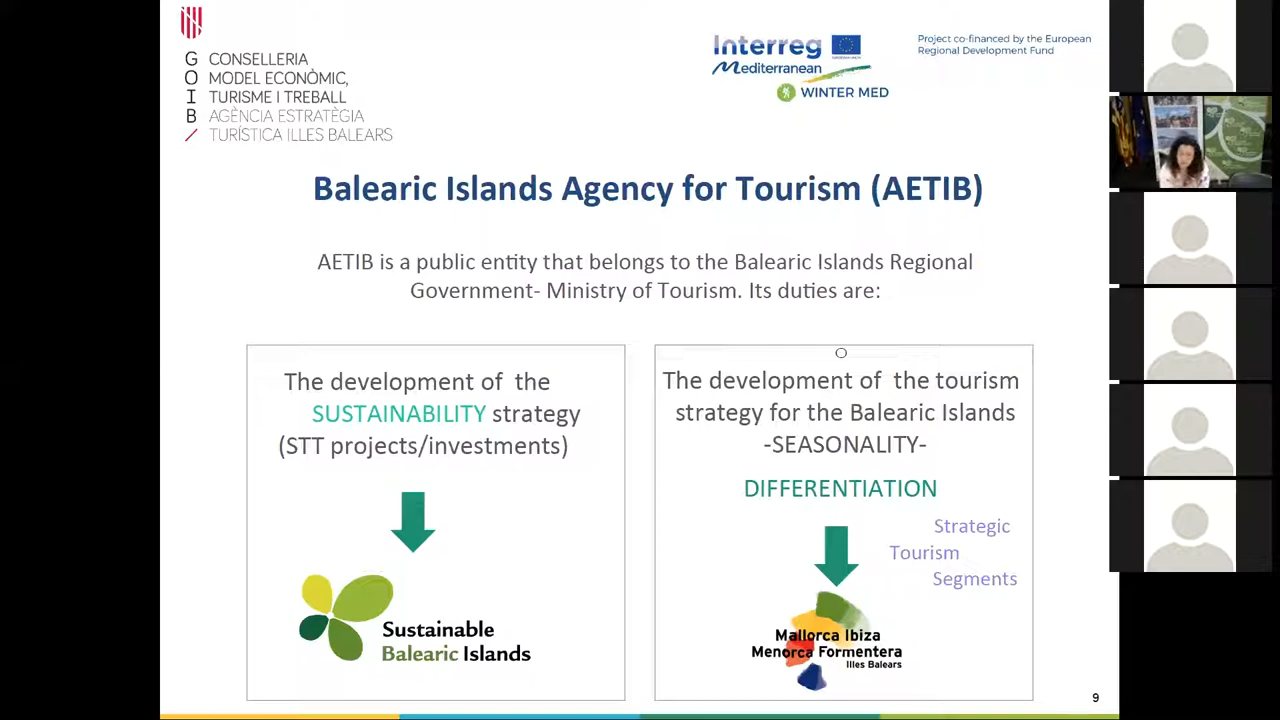 G CONSELLERIA
O MODEL ECONÒMIC,
I TURISME I TREBALL
B AGÈNCIA ESTRATÈGIA
/ TURÍSTICA ILLES BALEARS
Interreg
Mediterranean
WINTER MED
Project co-financed by the European
Regional Development Fund
Balearic Islands Agency for Tourism (AETIB)
AETIB is a public entity that belongs to the Balearic Islands Regional
Government- Ministry of Tourism. Its duties are:
The development of the
SUSTAINABILITY strategy
(STT projects/investments)
Sustainable
Balearic Islands
The development of the tourism
strategy for the Balearic Islands
-SEASONALITY-
DIFFERENTIATION
Strategic
Tourism
Segments
Mallorca Ibiza
Menorca Formentera
Illes Balears
9